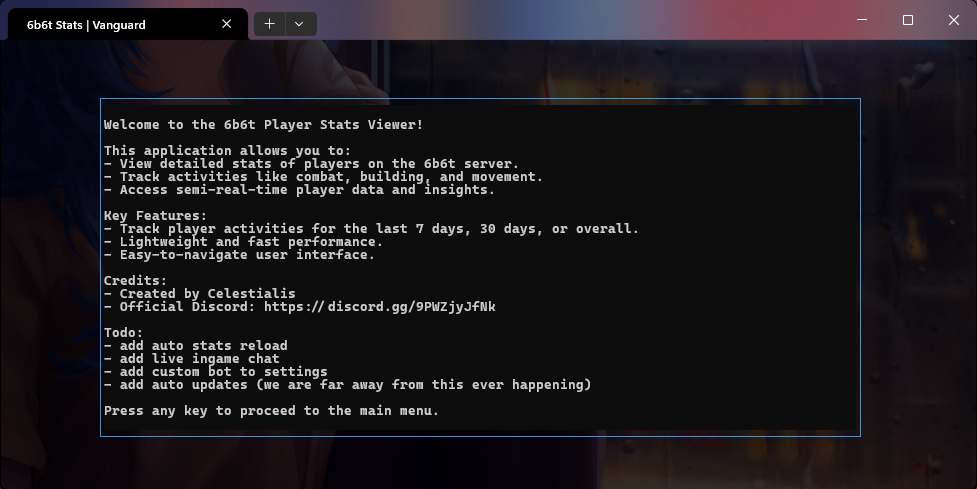 6b6t Stats | Vanguard
Welcome to the 6b6t Player Stats Viewer!
This application allows you to:
- View detailed stats of players on the 6b6t server.
- Track activities like combat, building, and movement.
- Access semi-real-time player data and insights.
Key Features:
- Track player activities for the last 7 days, 30 days, or overall.
- Lightweight and fast performance.
- Easy-to-navigate user interface.
Credits:
- Created by Celestialis
- Official Discord: https://discord.gg/9PWZjyJfNk
Todo:
- add auto stats reload
- add live ingame chat
- add custom bot to settings
- add auto updates (we are far away from this ever happening)
Press any key to proceed to the main menu.